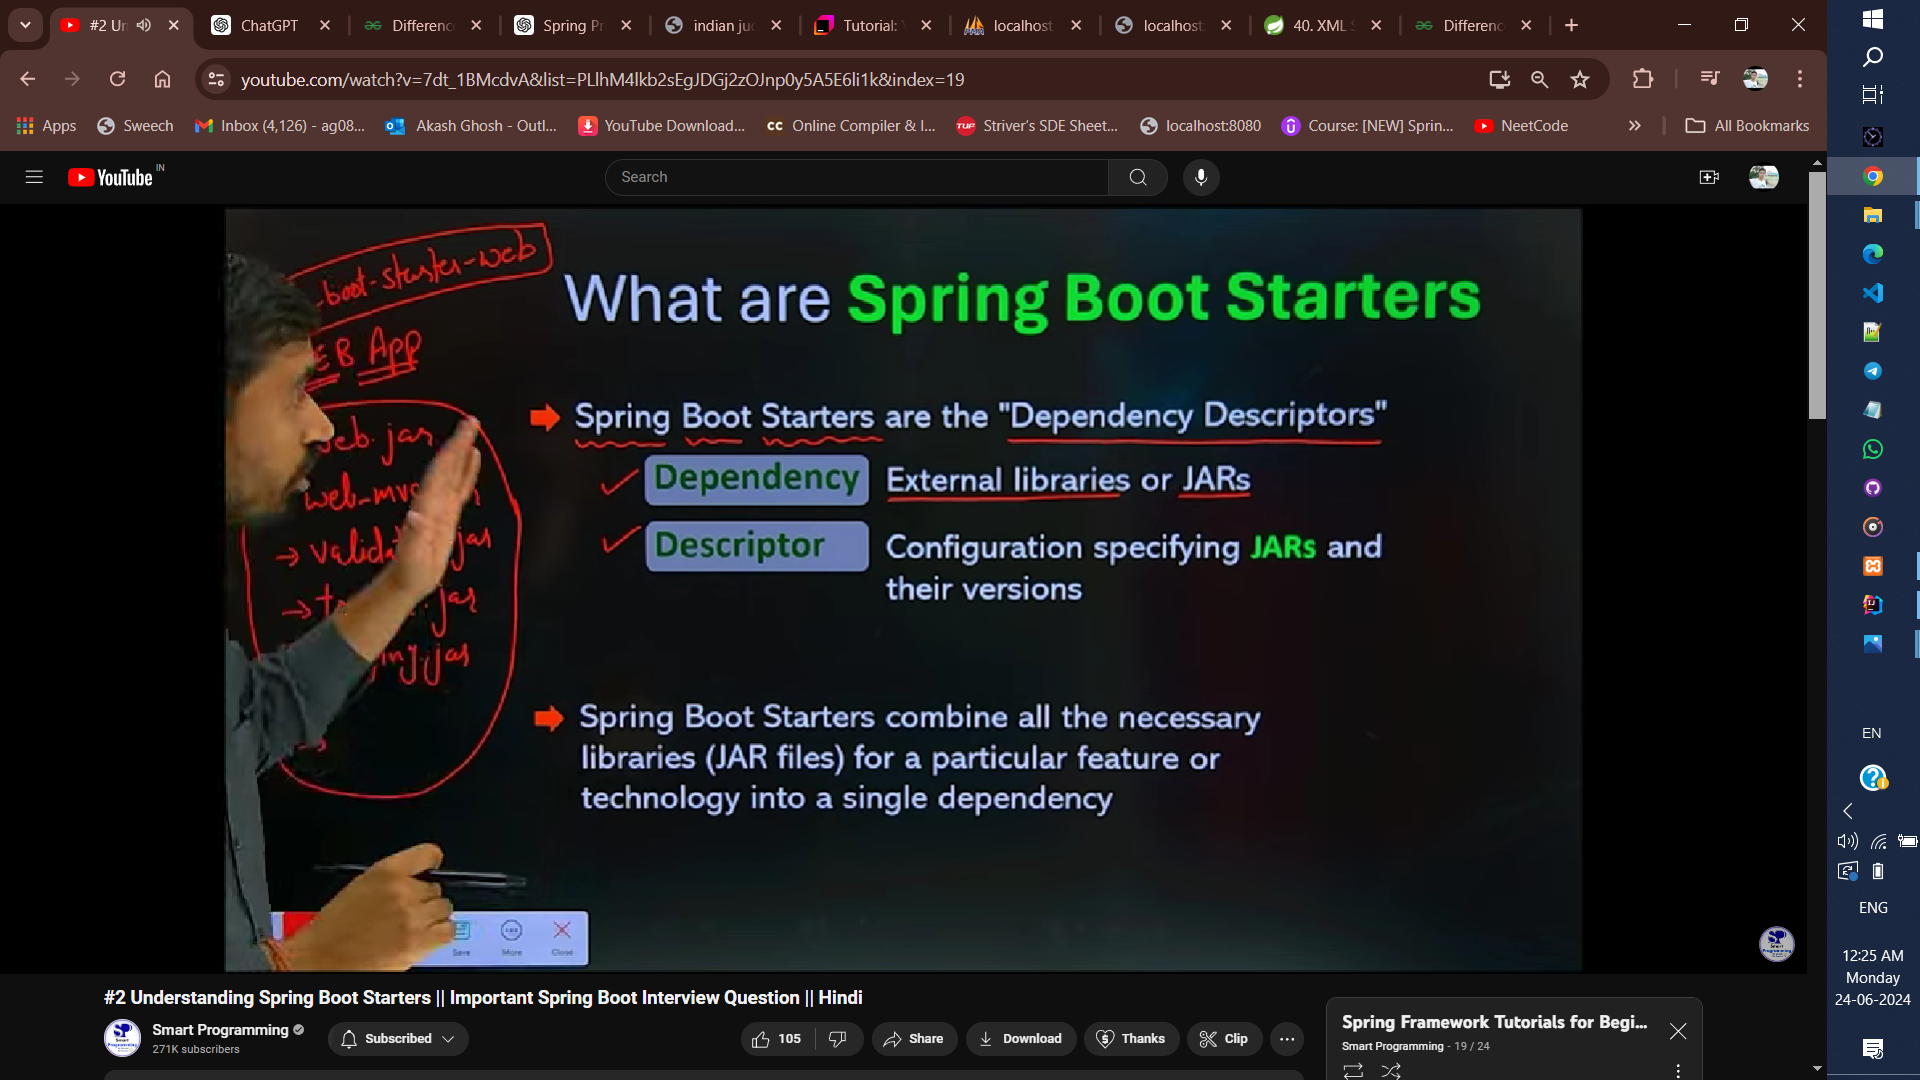 #2 Un
ChatGPT
Differenc
Spring Pr
indian juc
Tutorial:
localhost
localhost:
40. XML S
Differenc
youtube.com/watch?v=7dt_1BMcdvA&list=PLlhM4lkb2sEgJDGj2zOJnp0y5A5E6li1k&index=19
Apps
Sweech
Inbox (4,126) - ag08...
Akash Ghosh - Outl...
YouTube Download...
CC Online Compiler & I...
TUF Striver's SDE Sheet...
localhost:8080
Course: [NEW] Sprin...
NeetCode
All Bookmarks
YouTube IN
Search
-boot-starter-web
What are Spring Boot Starters
EB App
Spring Boot Starters are the "Dependency Descriptors"
web.jar
Dependency External libraries or JARs
web-mvc
Descriptor Configuration specifying JARs and
their versions
→ .jar
→ .jar
.jar
Spring Boot Starters combine all the necessary
libraries (JAR files) for a particular feature or
technology into a single dependency
Save More Close
#2 Understanding Spring Boot Starters || Important Spring Boot Interview Question || Hindi
Smart Programming
271K subscribers
Subscribed
105
Share
Download
Thanks
Clip
Spring Framework Tutorials for Begi...
Smart Programming - 19 / 24
EN
ENG
12:25 AM
Monday
24-06-2024